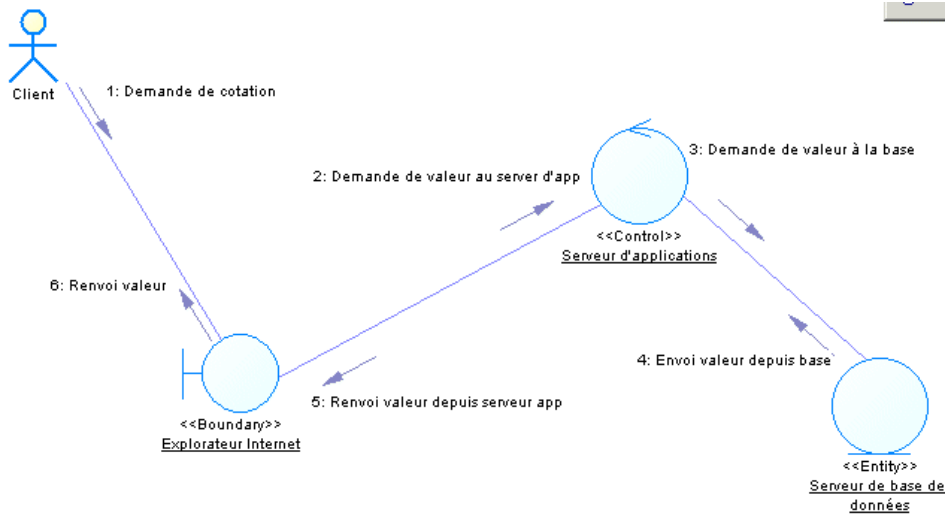 Client
1: Demande de cotation
2: Demande de valeur au server d'app
3: Demande de valeur à la base
<<Control>>
Serveur d'applications
6: Renvoi valeur
4: Envoi valeur depuis base
5: Renvoi valeur depuis serveur app
<<Boundary>>
Explorateur Internet
<<Entity>>
Serveur de base de
données